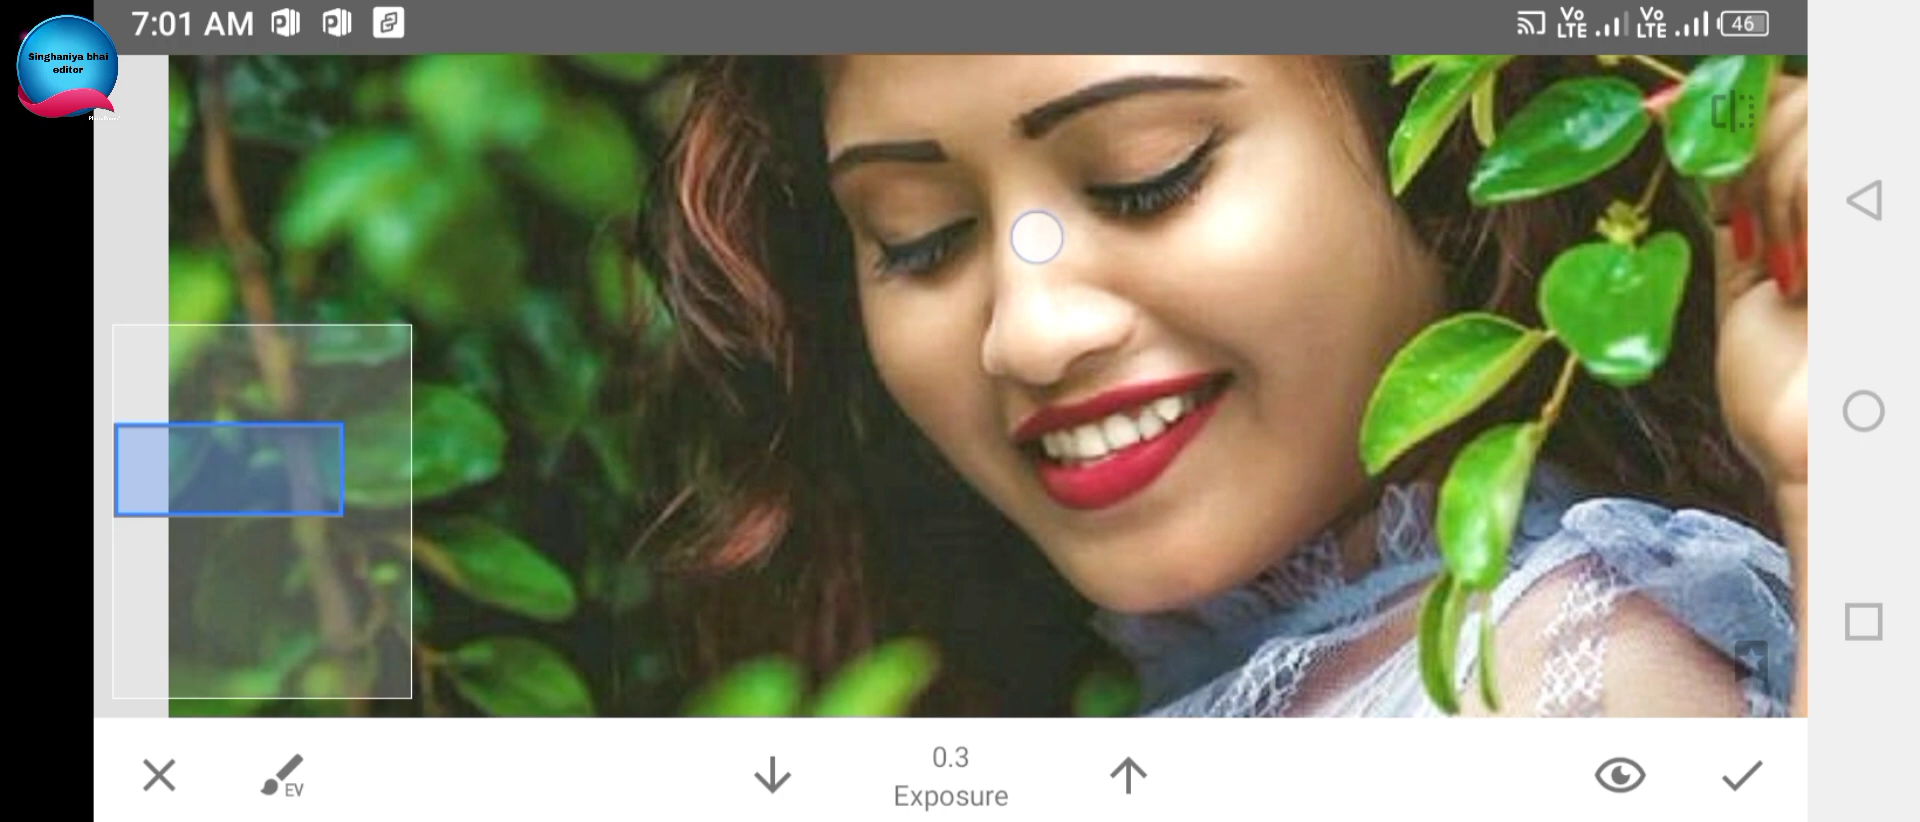 7:01 AM
Vo
LTE
Vo
LTE
46
Singhaniya bhai
editor
EV
0.3
Exposure